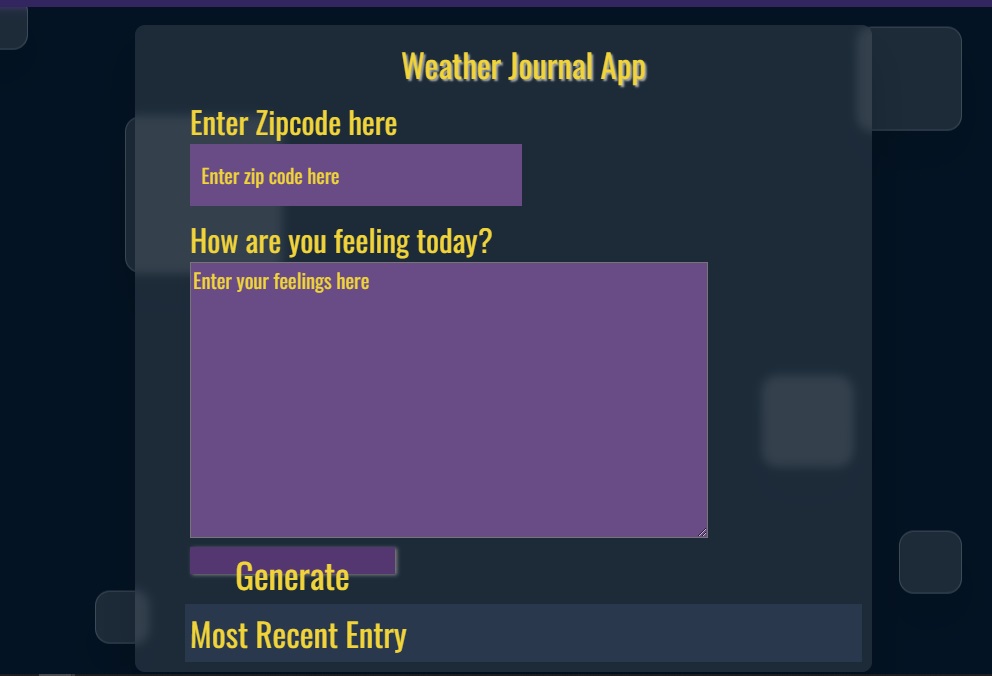 Weather Journal App
Enter Zipcode here
Enter zip code here
How are you feeling today?
Enter your feelings here
Generate
Most Recent Entry